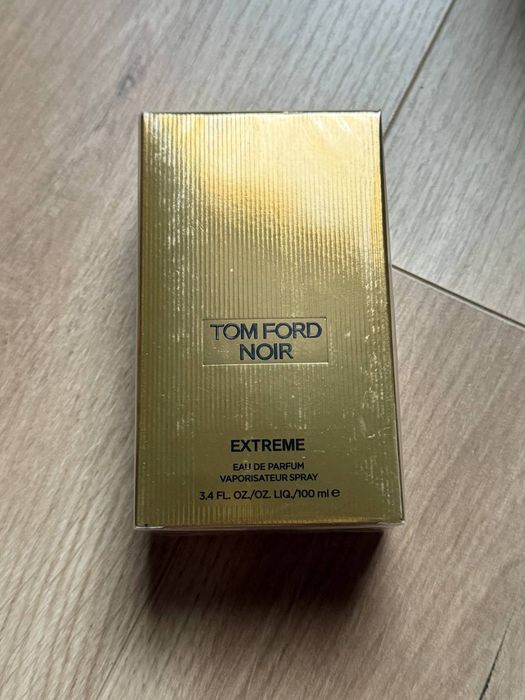 TOM FORD
NOIR
EXTREME
EAU DE PARFUM
VAPORISATEUR SPRAY
3.4 FL. OZ./OZ. LIQ./100 ml ℮